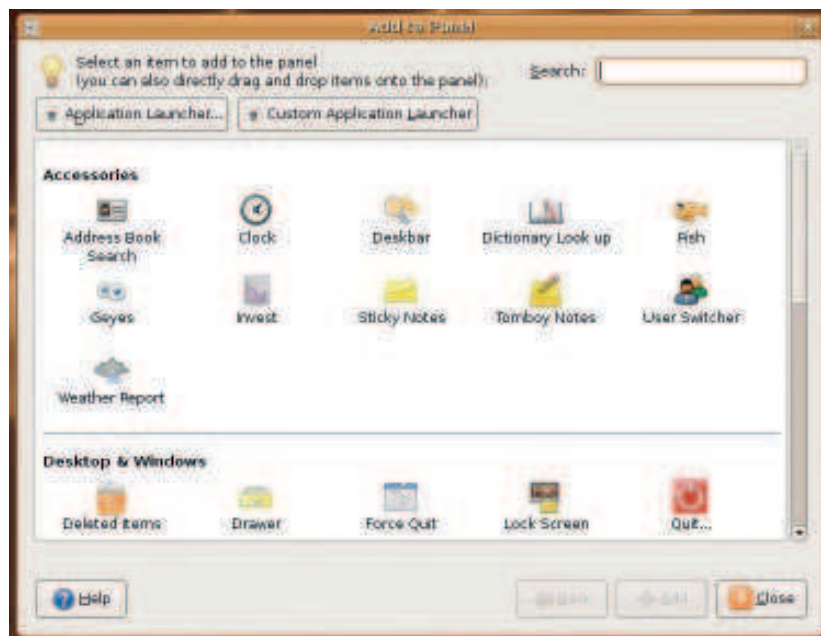 Add to Panel
Select an item to add to the panel
(you can also directly drag and drop items onto the panel):
Search:
Application Launcher...
Custom Application Launcher
Accessories
Address Book Search
Clock
Deskbar
Dictionary Look up
Fish
Geyes
Invest
Sticky Notes
Tomboy Notes
User Switcher
Weather Report
Desktop & Windows
Deleted Items
Drawer
Force Quit
Lock Screen
Quit...
Help
Back
Add
Close